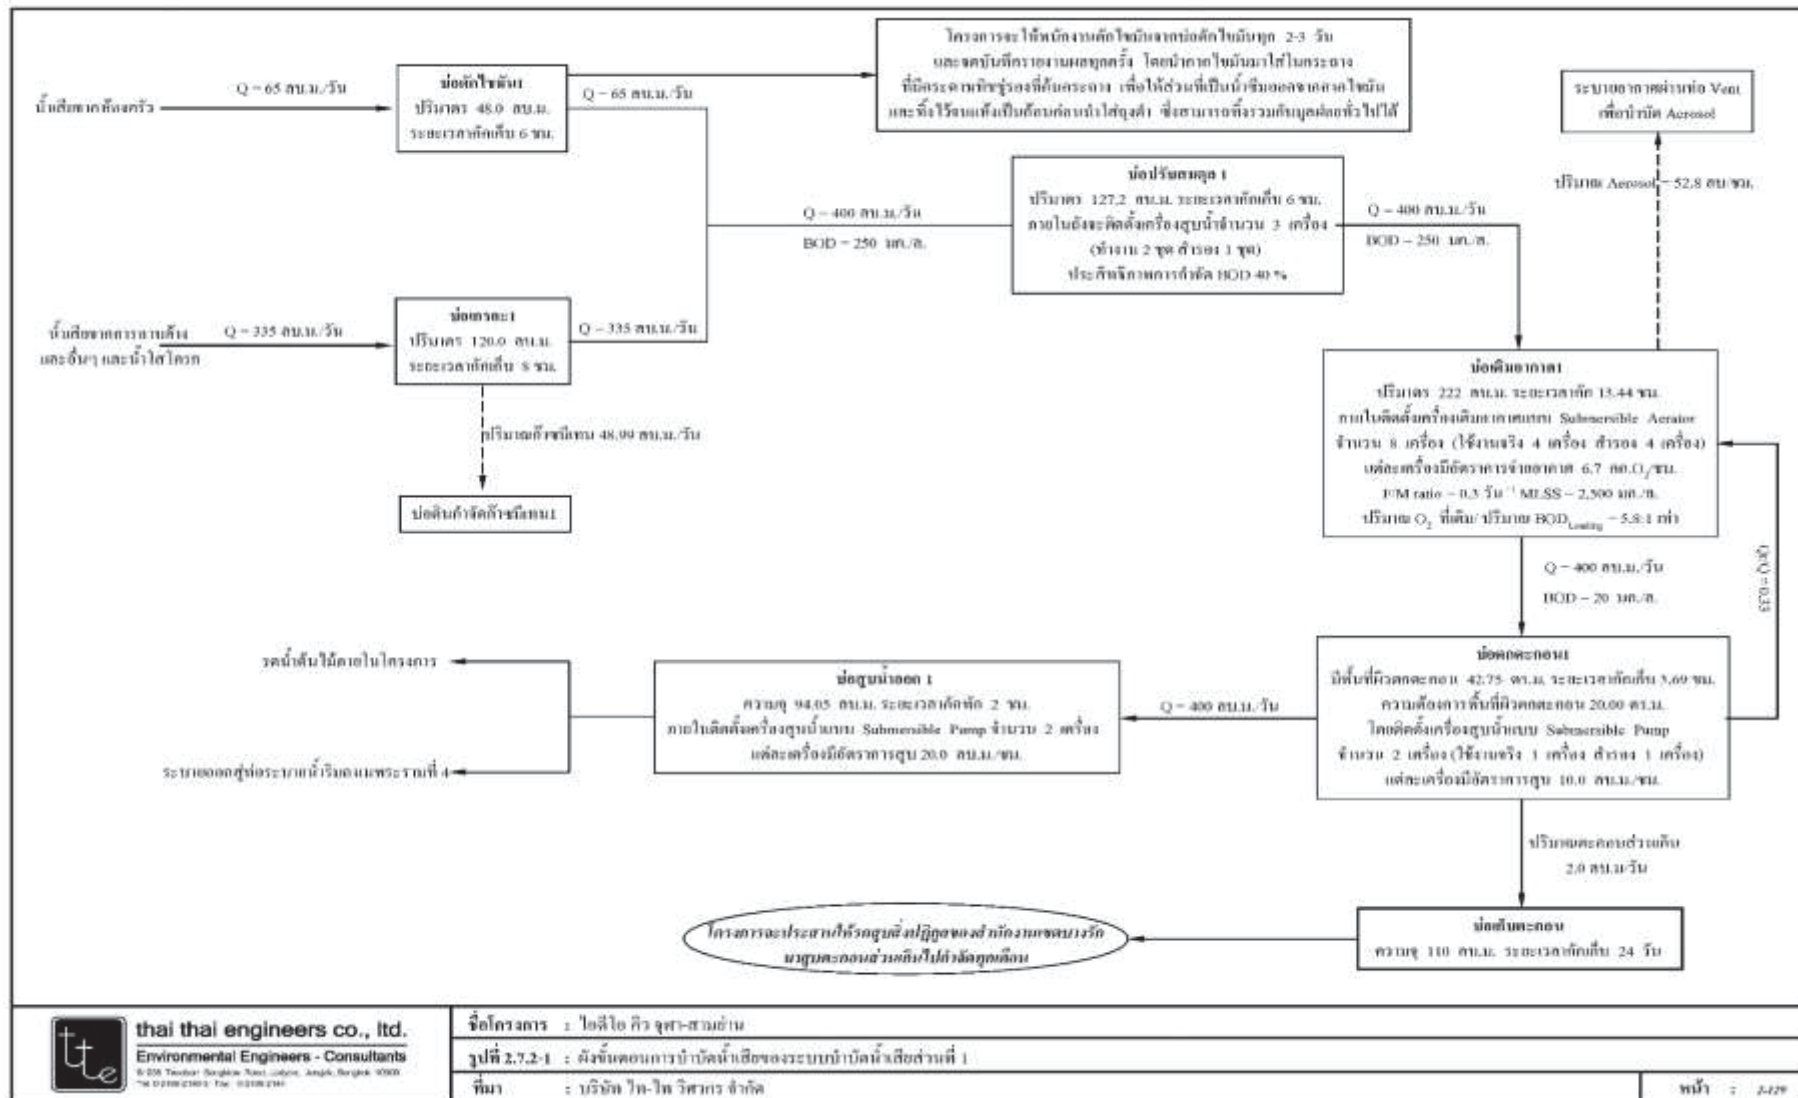 โครงการจะให้พนักงานตักไขมันจากบ่อดักไขมันทุก 2-3 วัน
และจดบันทึกรายงานผลทุกครั้ง โดยนำกากไขมันมาใส่ในกระถาง
ที่มีกระดาษทิชชู่รองที่ก้นกระถาง เพื่อให้ส่วนที่เป็นน้ำซึมออกจากกากไขมัน
และทิ้งไว้จนแห้งเป็นก้อนก่อนนำใส่ถุงดำ ซึ่งสามารถทิ้งรวมกับมูลฝอยทั่วไปได้
น้ำเสียจากห้องครัว
Q = 65 ลบ.ม./วัน
บ่อดักไขมัน1
ปริมาตร 48.0 ลบ.ม.
ระยะเวลากักเก็บ 6 ชม.
Q = 65 ลบ.ม./วัน
ระบายอากาศผ่านท่อ Vent
เพื่อบำบัด Aerosol
ปริมาณ Aerosol = 52.8 ลบ/ชม.
Q = 400 ลบ.ม./วัน
BOD = 250 มก./ล.
บ่อปรับสมดุล 1
ปริมาตร 127.2 ลบ.ม. ระยะเวลากักเก็บ 6 ชม.
ภายในถังจะติดตั้งเครื่องสูบน้ำจำนวน 3 เครื่อง
(ทำงาน 2 ชุด สำรอง 1 ชุด)
ประสิทธิภาพการกำจัด BOD 40 %
Q = 400 ลบ.ม./วัน
BOD = 250 มก./ล.
น้ำเสียจากการอาบล้าง
และอื่นๆ และน้ำโสโครก
Q = 335 ลบ.ม./วัน
บ่อเกรอะ1
ปริมาตร 120.0 ลบ.ม.
ระยะเวลากักเก็บ 8 ชม.
Q = 335 ลบ.ม./วัน
ปริมาณก๊าซมีเทน 48.99 ลบ.ม./วัน
บ่อดินกำจัดก๊าซมีเทน1
บ่อเติมอากาศ1
ปริมาตร 222 ลบ.ม. ระยะเวลากัก 13.44 ชม.
ภายในติดตั้งเครื่องเติมอากาศแบบ Submersible Aerator
จำนวน 8 เครื่อง (ใช้งานจริง 4 เครื่อง สำรอง 4 เครื่อง)
แต่ละเครื่องมีอัตราการจ่ายอากาศ 6.7 กก.O2/ชม.
F/M ratio = 0.3 วัน-1 MLSS = 2,500 มก./ล.
ปริมาณ O2 ที่เติม/ ปริมาณ BOD Loading = 5.8:1 เท่า
Q = 400 ลบ.ม./วัน
BOD = 20 มก./ล.
Qr/Q = 0.33
บ่อตกตะกอน1
มีพื้นที่ผิวตกตะกอน 42.75 ตร.ม. ระยะเวลากักเก็บ 3.69 ชม.
ความต้องการพื้นที่ผิวตกตะกอน 20.00 ตร.ม.
โดยติดตั้งเครื่องสูบน้ำแบบ Submersible Pump
จำนวน 2 เครื่อง (ใช้งานจริง 1 เครื่อง สำรอง 1 เครื่อง)
แต่ละเครื่องมีอัตราการสูบ 10.0 ลบ.ม./ชม.
Q = 400 ลบ.ม./วัน
บ่อสูบน้ำออก 1
ความจุ 94.05 ลบ.ม. ระยะเวลากักพัก 2 ชม.
ภายในติดตั้งเครื่องสูบน้ำแบบ Submersible Pump จำนวน 2 เครื่อง
แต่ละเครื่องมีอัตราการสูบ 20.0 ลบ.ม./ชม.
รดน้ำต้นไม้ภายในโครงการ
ระบายออกสู่ท่อระบายน้ำริมถนนพระรามที่ 4
ปริมาณตะกอนส่วนเกิน
2.0 ลบ.ม/วัน
บ่อเก็บตะกอน
ความจุ 110 ลบ.ม. ระยะเวลากักเก็บ 24 วัน
โครงการจะประสานให้รถสูบสิ่งปฏิกูลของสำนักงานเขตบางรัก
มาสูบตะกอนส่วนเกินไปกำจัดทุกเดือน
tte
thai thai engineers co., ltd.
Environmental Engineers - Consultants
ชื่อโครงการ : ไอดีโอ คิว จุฬา-สามย่าน
รูปที่ 2.7.2-1 : ผังขั้นตอนการบำบัดน้ำเสียของระบบบำบัดน้ำเสียส่วนที่ 1
ที่มา : บริษัท ไท-ไท วิศวกร จำกัด
หน้า : 2-129